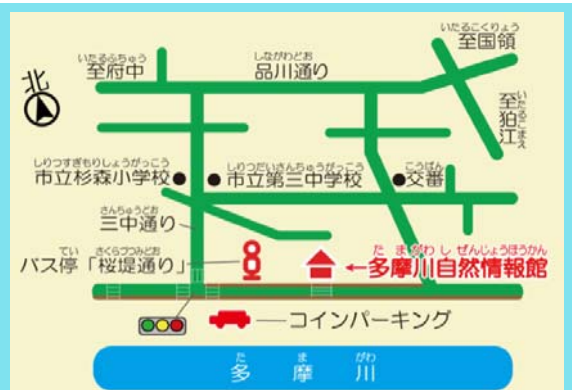 いたるふちゅう
至府中
しながわどお
品川通り
いたるこくりょう
至国領
北
いたるこまえ
至狛江
しりつすぎもりしょうがっこう
市立杉森小学校
しりつだいさんちゅうがっこう
市立第三中学校
こうばん
交番
さんちゅうどお
三中通り
てい さくらづつみどお
バス停「桜堤通り」
たまがわしぜんじょうほうかん
←多摩川自然情報館
コインパーキング
たまがわ
多摩川